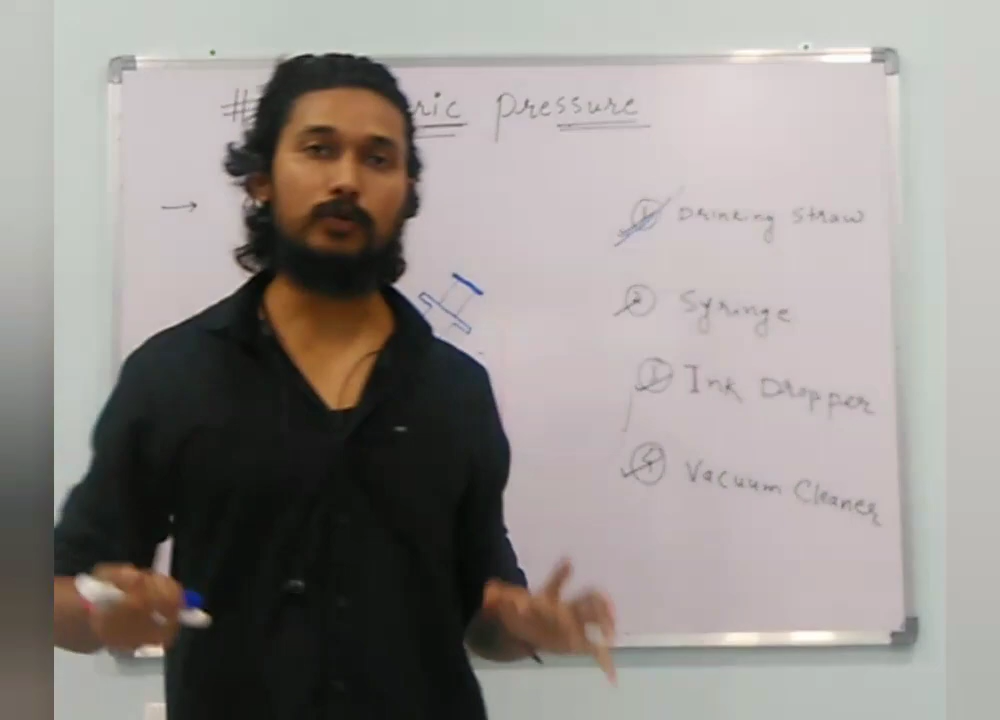 # ric pressure
① Drinking Straw
② Syringe
③ Ink Dropper
④ Vacuum Cleaner